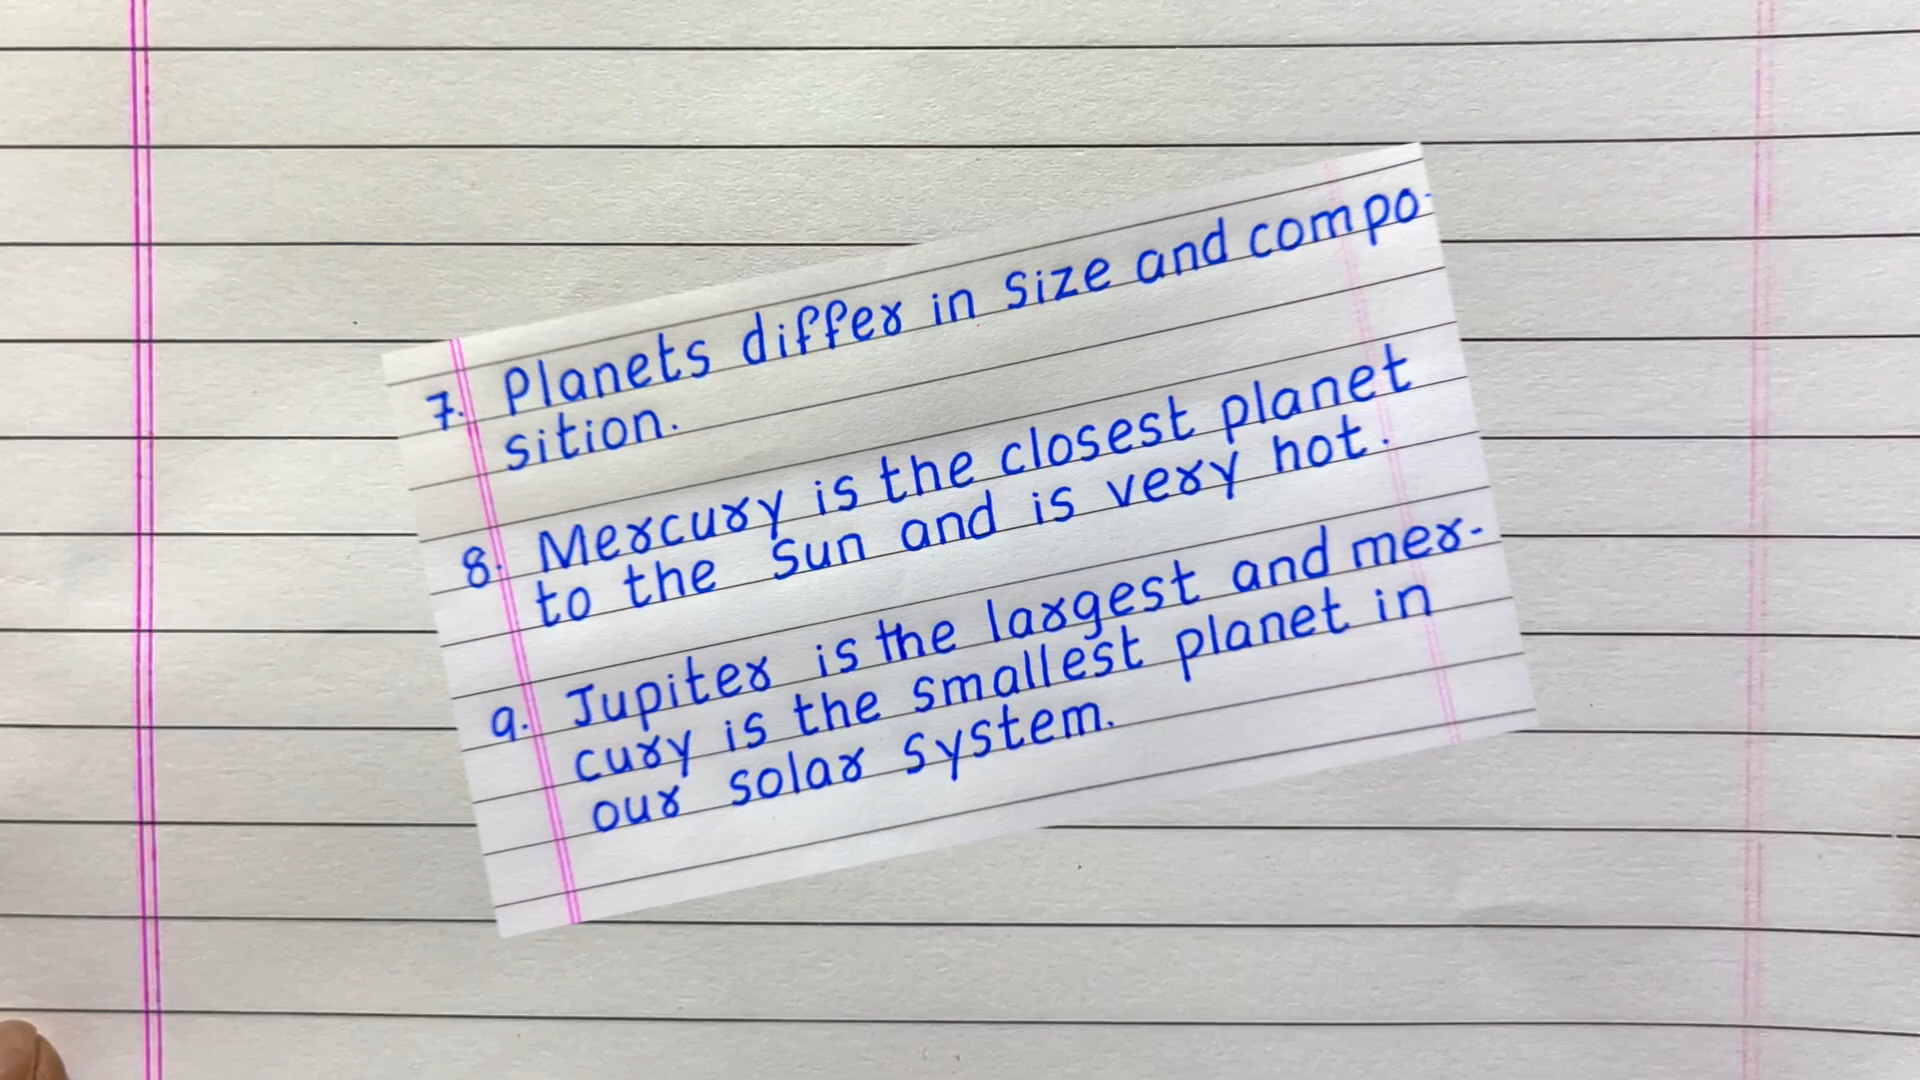 7. Planets differ in size and compo-
sition.
8. Mercury is the closest planet
to the Sun and is very hot.
9. Jupiter is the largest and mer-
cury is the smallest planet in
our solar system.